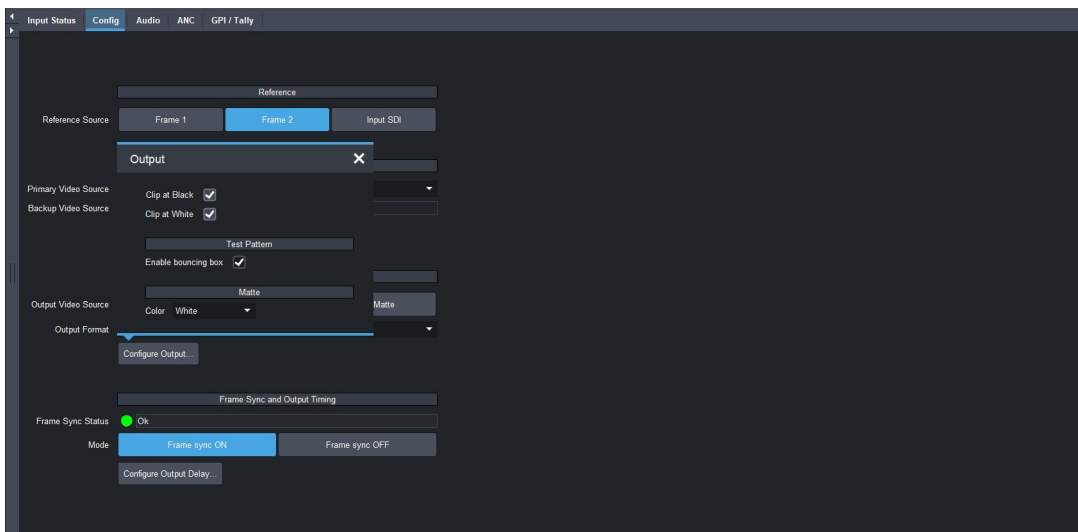 Input Status Config Audio ANC GPI / Tally
Reference
Reference Source Frame 1 Frame 2 Input SDI
Output
Primary Video Source
Clip at Black
Backup Video Source
Clip at White
Test Pattern
Enable bouncing box
Matte
Output Video Source Matte
Color White
Output Format
Configure Output...
Frame Sync and Output Timing
Frame Sync Status Ok
Mode Frame sync ON Frame sync OFF
Configure Output Delay...